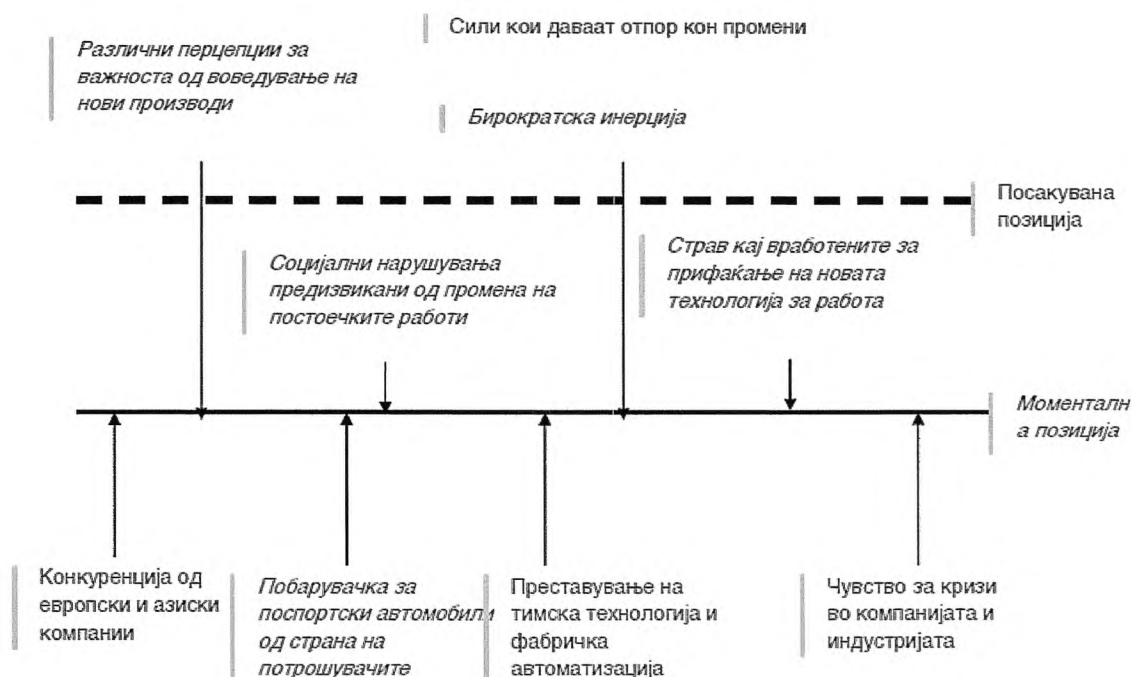 Сили кои даваат отпор кон промени
Различни перцепции за
важноста од воведување на
нови производи
Бирократска инерција
Посакувана
позиција
Социјални нарушувања
предизвикани од промена на
постоечките работи
Страв кај вработените за
прифаќање на новата
технологија за работа
Моменталн
а позиција
Конкуренција од
европски и азиски
компании
Побарувачка за
поспортски автомобили
од страна на
потрошувачите
Преставување на
тимска технологија и
фабричка
автоматизација
Чувство за кризи
во компанијата и
индустријата